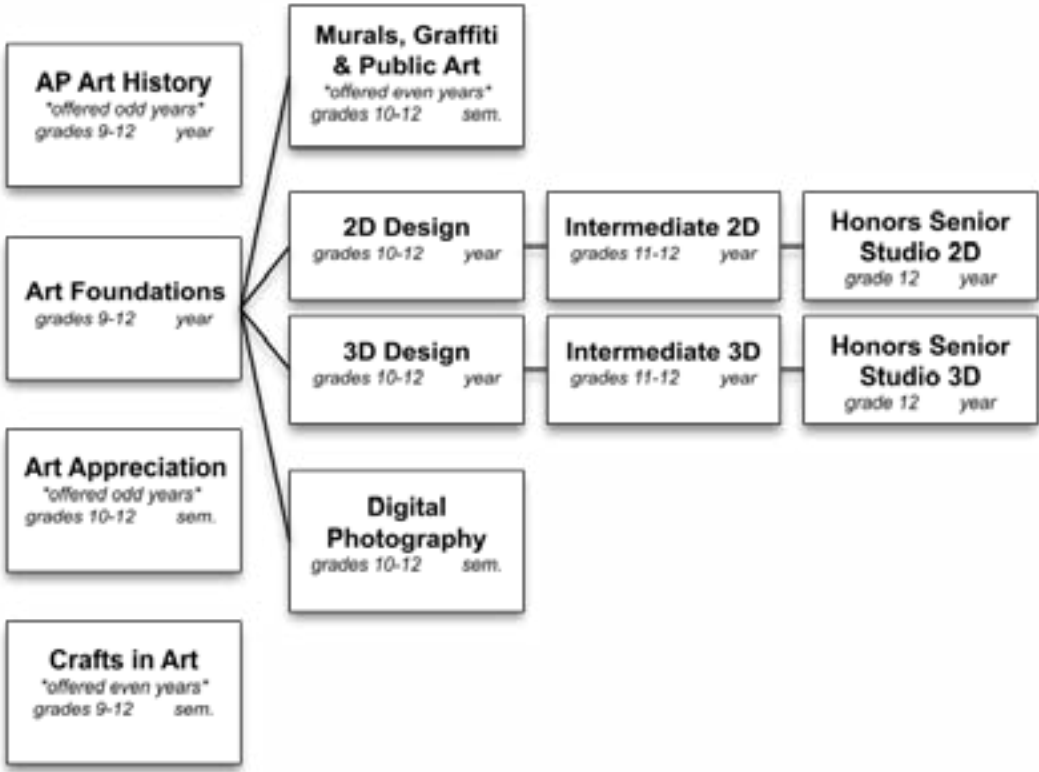 AP Art History
*offered odd years*
grades 9-12 year
Art Foundations
grades 9-12 year
Art Appreciation
*offered odd years*
grades 10-12 sem.
Crafts in Art
*offered even years*
grades 9-12 sem.
Murals, Graffiti
& Public Art
*offered even years*
grades 10-12 sem.
2D Design
grades 10-12 year
Intermediate 2D
grades 11-12 year
Honors Senior
Studio 2D
grade 12 year
3D Design
grades 10-12 year
Intermediate 3D
grades 11-12 year
Honors Senior
Studio 3D
grade 12 year
Digital
Photography
grades 10-12 sem.